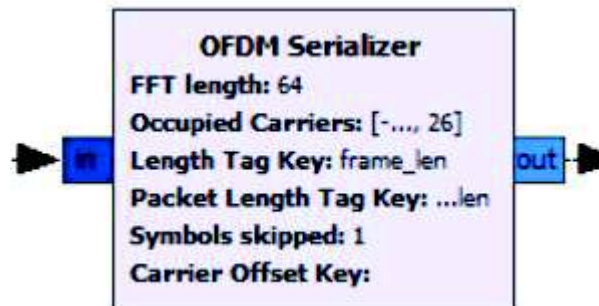 OFDM Serializer
FFT length: 64
Occupied Carriers: [-..., 26]
in
Length Tag Key: frame_len
out
Packet Length Tag Key: ...len
Symbols skipped: 1
Carrier Offset Key: